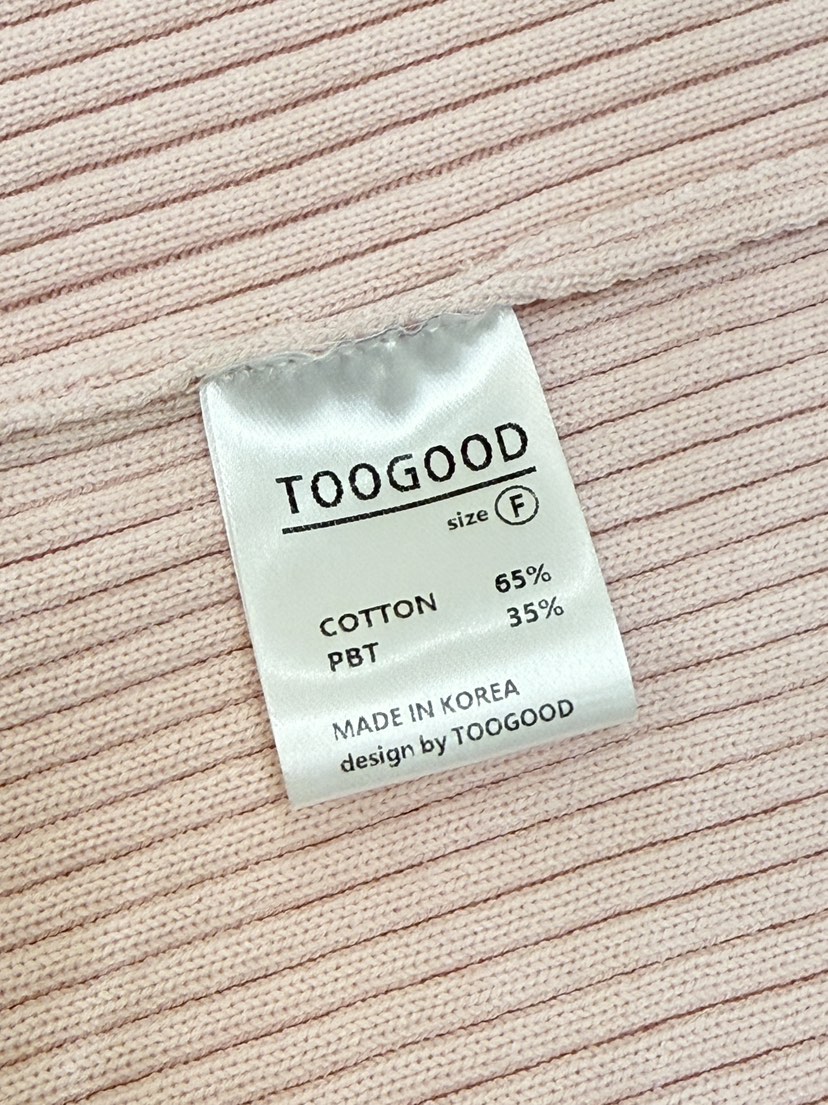 TOOGOOD
size F
COTTON 65%
PBT 35%
MADE IN KOREA
design by TOOGOOD